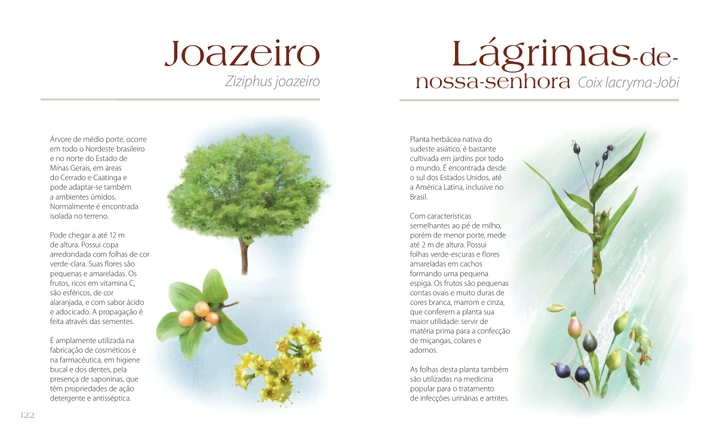 Joazeiro
Ziziphus joazeiro
Árvore de médio porte, ocorre
em todo o Nordeste brasileiro
e no norte do Estado de
Minas Gerais, em áreas
do Cerrado e Caatinga e
pode adaptar-se também
a ambientes úmidos.
Normalmente é encontrada
isolada no terreno.
Pode chegar a até 12 m
de altura. Possui copa
arredondada com folhas de cor
verde-clara. Suas flores são
pequenas e amareladas. Os
frutos, ricos em vitamina C,
são esféricos, de cor
alaranjada, e com sabor ácido
e adocicado. A propagação é
feita através das sementes.
É amplamente utilizada na
fabricação de cosméticos e
na farmacêutica, em higiene
bucal e dos dentes, pela
presença de saponinas, que
têm propriedades de ação
detergente e antisséptica.
122
Lágrimas-de-
nossa-senhora Coix lacryma-Jobi
Planta herbácea nativa do
sudeste asiático, é bastante
cultivada em jardins por todo
o mundo. É encontrada desde
o sul dos Estados Unidos, até
a América Latina, inclusive no
Brasil.
Com características
semelhantes ao pé de milho,
porém de menor porte, mede
até 2 m de altura. Possui
folhas verde-escuras e flores
amareladas em cachos
formando uma pequena
espiga. Os frutos são pequenas
contas ovais e muito duras de
cores branca, marrom e cinza,
que conferem a planta sua
maior utilidade: servir de
matéria prima para a confecção
de miçangas, colares e
adornos.
As folhas desta planta também
são utilizadas na medicina
popular para o tratamento
de infecções urinárias e artrites.